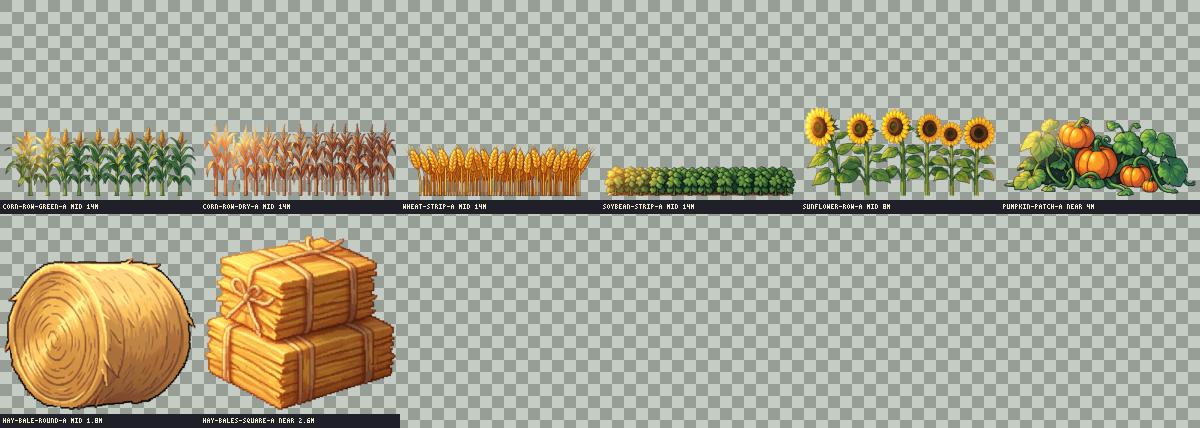 CORN-ROW-GREEN-A MID 14M
CORN-ROW-DRY-A MID 14M
WHEAT-STRIP-A MID 14M
SOYBEAN-STRIP-A MID 14M
SUNFLOWER-ROW-A MID 8M
PUMPKIN-PATCH-A NEAR 4M
HAY-BALE-ROUND-A MID 1.8M
HAY-BALES-SQUARE-A NEAR 2.6M